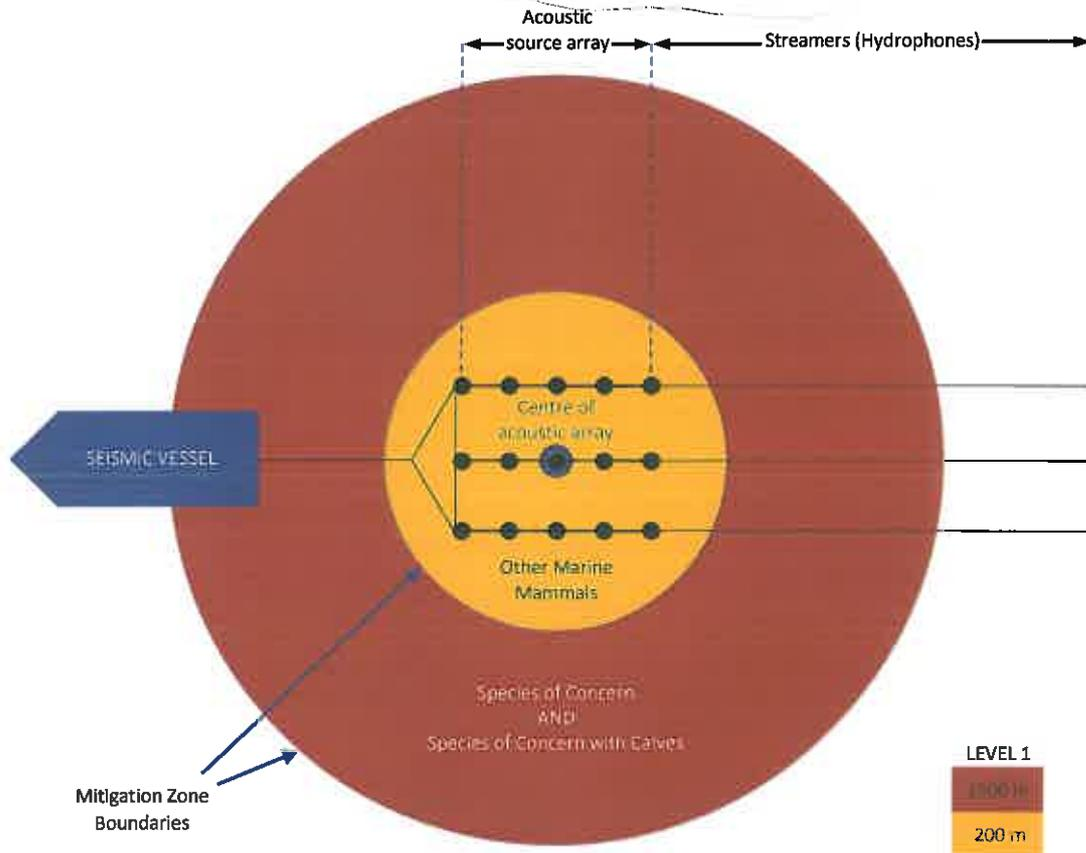 Acoustic
source array
Streamers (Hydrophones)
Centre of
acoustic array
SEISMIC VESSEL
Other Marine
Mammals
Species of Concern
AND
Species of Concern with Calves
Mitigation Zone
Boundaries
LEVEL 1
200 m